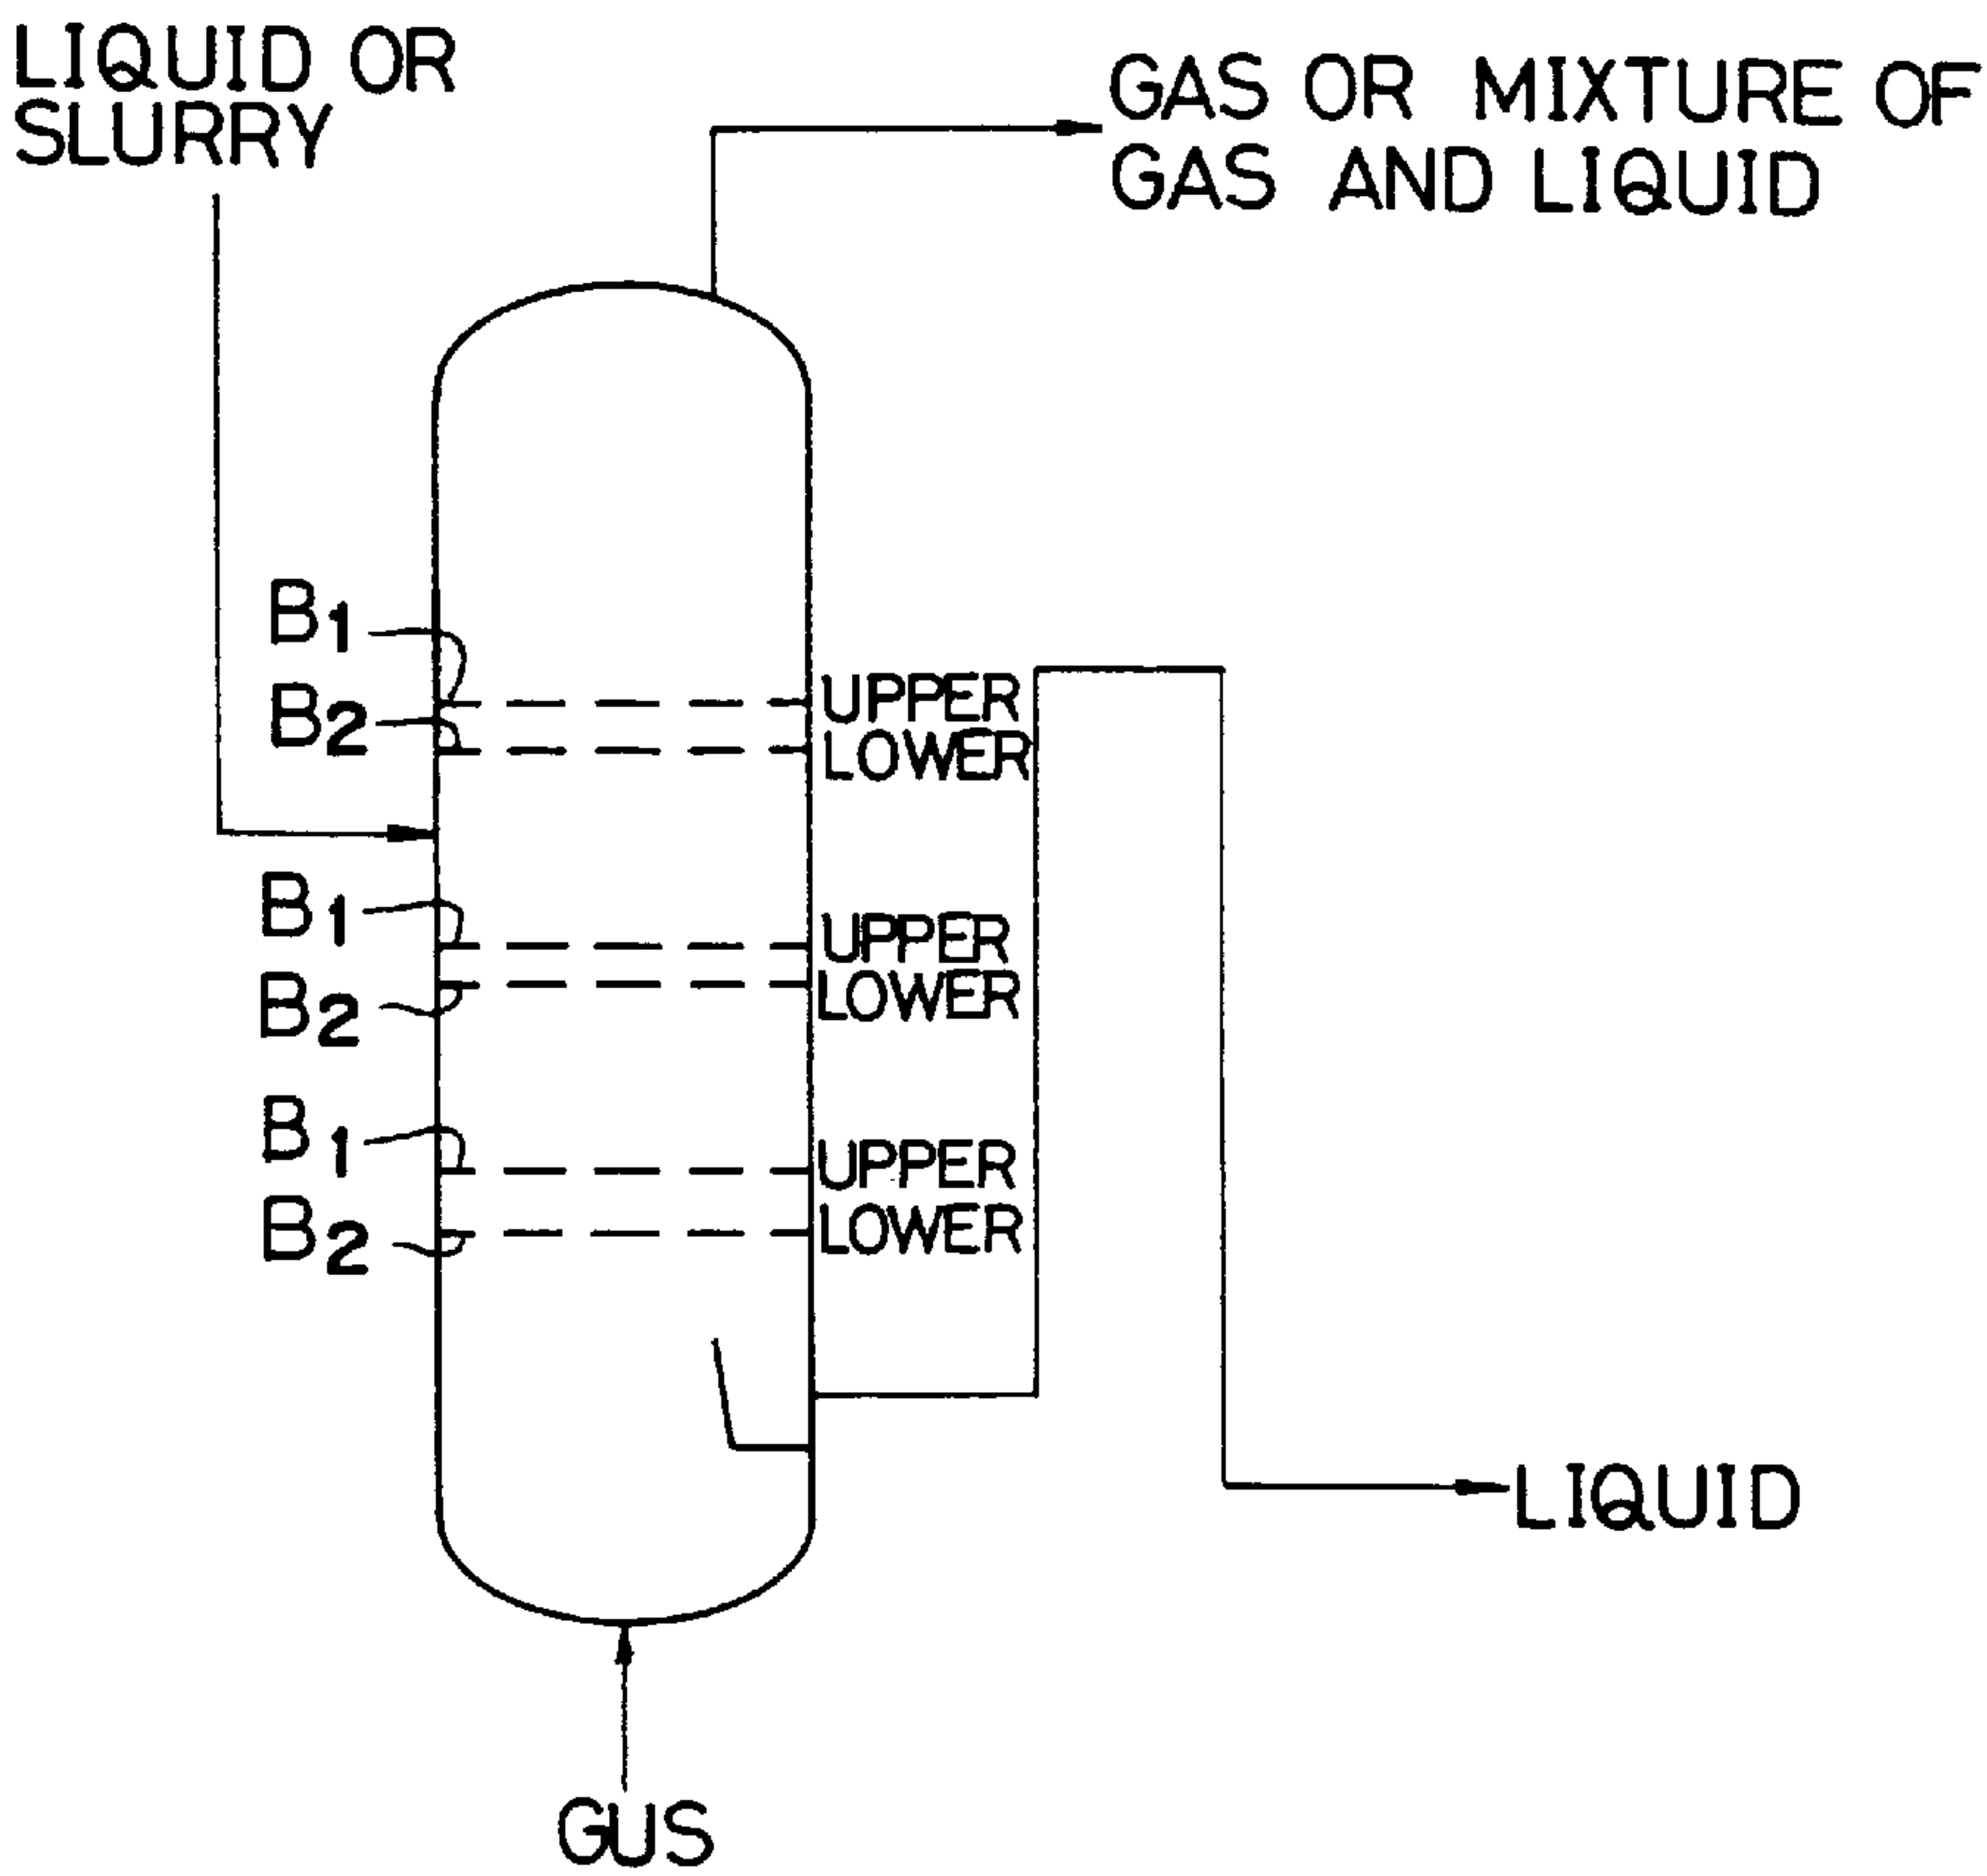 LIQUID OR
SLURRY
GAS OR MIXTURE OF
GAS AND LIQUID
B1
B2
UPPER
LOWER
B1
B2
UPPER
LOWER
B1
B2
UPPER
LOWER
LIQUID
GUS